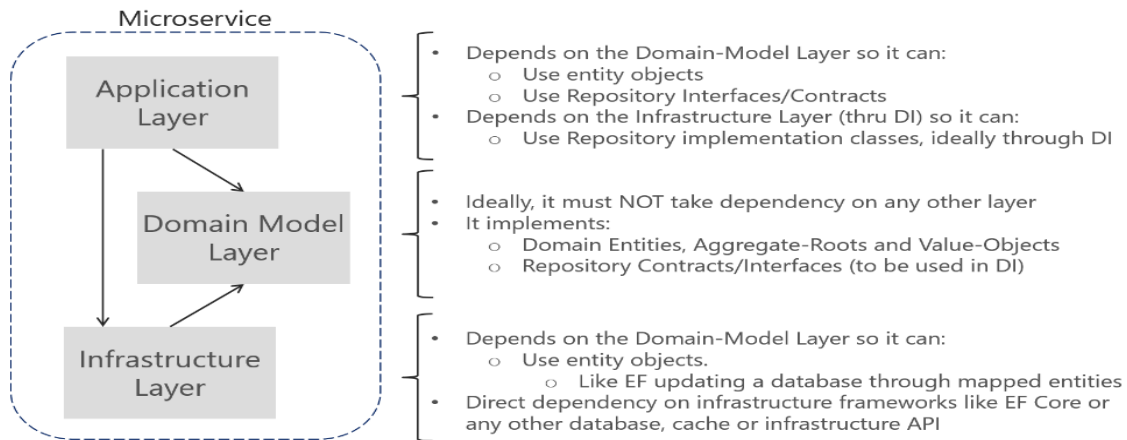 Microservice
Application
Layer
Domain Model
Layer
Infrastructure
Layer
• Depends on the Domain-Model Layer so it can:
o Use entity objects
o Use Repository Interfaces/Contracts
• Depends on the Infrastructure Layer (thru DI) so it can:
o Use Repository implementation classes, ideally through DI
• Ideally, it must NOT take dependency on any other layer
• It implements:
o Domain Entities, Aggregate-Roots and Value-Objects
o Repository Contracts/Interfaces (to be used in DI)
• Depends on the Domain-Model Layer so it can:
o Use entity objects.
o Like EF updating a database through mapped entities
• Direct dependency on infrastructure frameworks like EF Core or
any other database, cache or infrastructure API